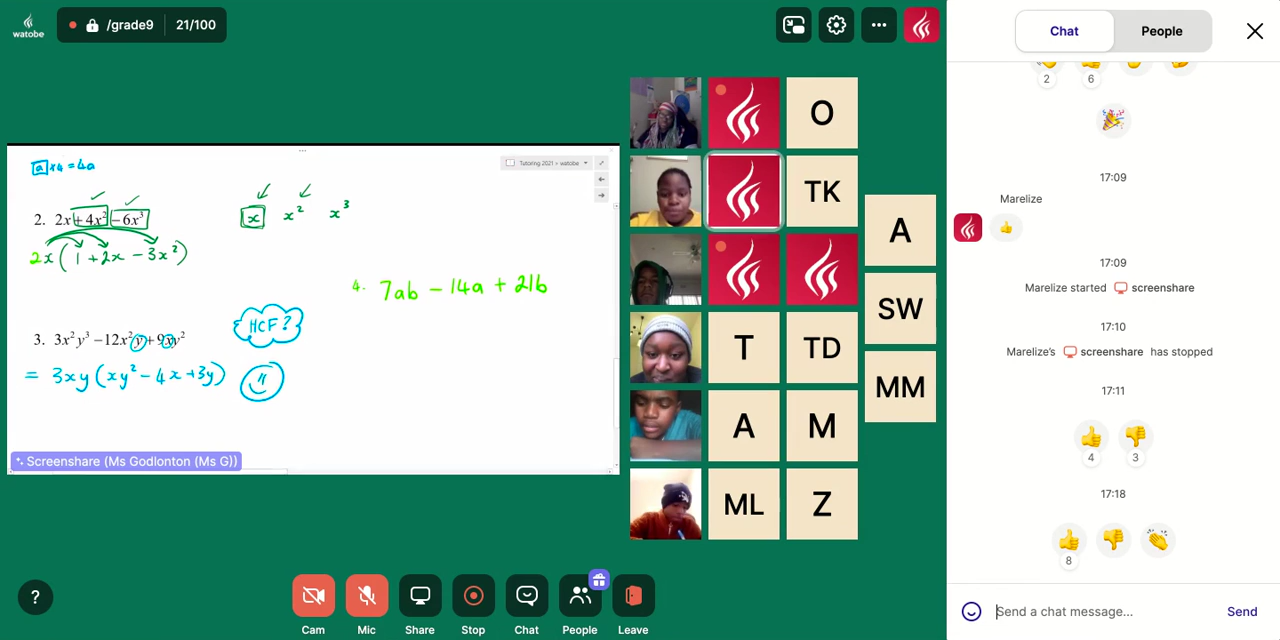 watobe
/grade9
21/100
Chat
People
2
6
17:09
Marelize
👍
17:09
Marelize started screenshare
17:10
Marelize's screenshare has stopped
17:11
4
3
17:18
8
Send a chat message...
Send
Tutoring 2021 » watobe
a x4 = 4a
2. 2x + 4x² − 6x³
x x² x³
2x(1 + 2x − 3x²)
4. 7ab − 14a + 21b
HCF?
3. 3x²y³ − 12x²y + 9xy²
= 3xy(xy² − 4x + 3y)
Screenshare (Ms Godlonton (Ms G))
O
TK
A
SW
T
TD
MM
A
M
ML
Z
?
Cam
Mic
Share
Stop
Chat
People
Leave